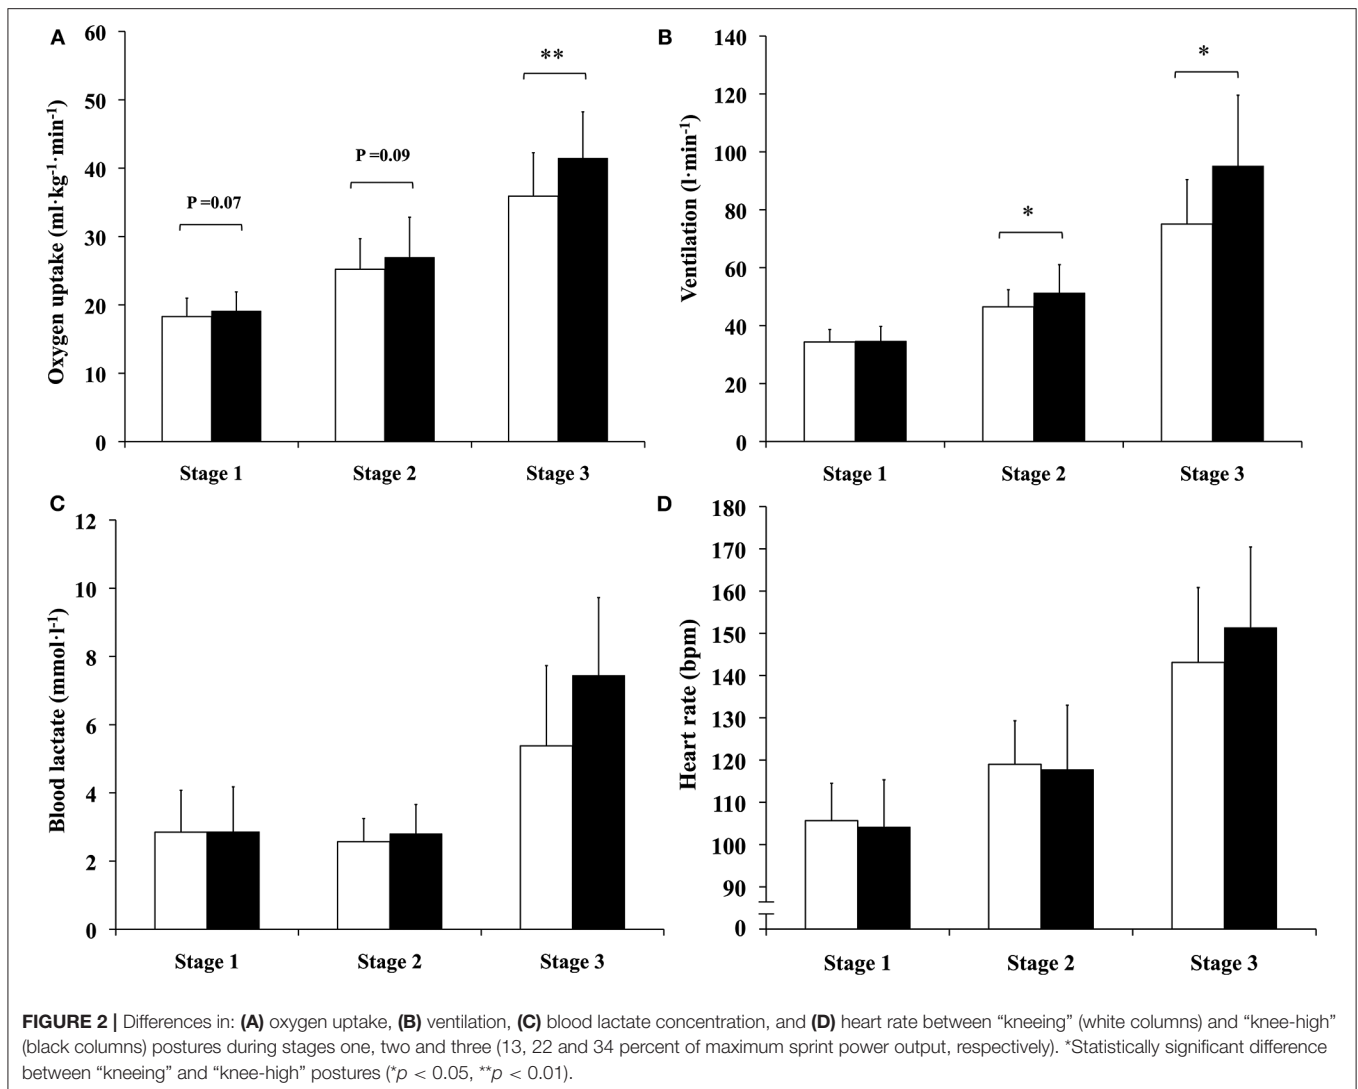 A
60
50
40
30
20
10
0
Oxygen uptake (ml·kg⁻¹·min⁻¹)
P =0.07
P =0.09
**
Stage 1 Stage 2 Stage 3
B
140
120
100
80
60
40
20
0
Ventilation (l·min⁻¹)
*
*
Stage 1 Stage 2 Stage 3
C
12
10
8
6
4
2
0
Blood lactate (mmol·l⁻¹)
Stage 1 Stage 2 Stage 3
D
180
170
160
150
140
130
120
110
100
90
0
Heart rate (bpm)
Stage 1 Stage 2 Stage 3
FIGURE 2 | Differences in: (A) oxygen uptake, (B) ventilation, (C) blood lactate concentration, and (D) heart rate between “kneeing” (white columns) and “knee-high”
(black columns) postures during stages one, two and three (13, 22 and 34 percent of maximum sprint power output, respectively). *Statistically significant difference
between “kneeing” and “knee-high” postures (*p < 0.05, **p < 0.01).